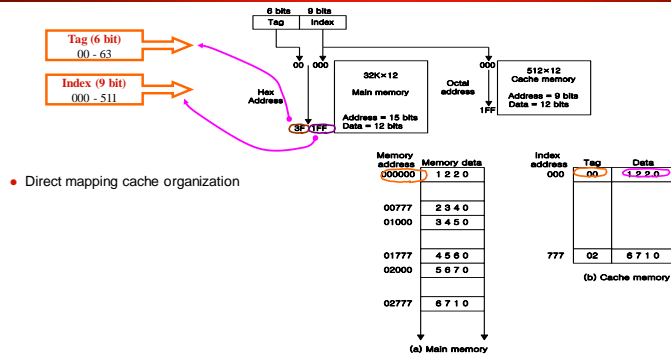 6 bits 9 bits
Tag Index
Tag (6 bit)
00 - 63
Index (9 bit)
000 - 511
00 000
000
32K×12
Main memory
Address = 15 bits
Data = 12 bits
Hax
Address
3F 1FF
Octal
address
1FF
512×12
Cache memory
Address = 9 bits
Data = 12 bits
• Direct mapping cache organization
Memory
address Memory data
000000 1 2 2 0
00777 2 3 4 0
01000 3 4 5 0
01777 4 5 6 0
02000 5 6 7 0
02777 6 7 1 0
(a) Main memory
Index
address Tag Data
000 00 1 2 2 0
777 02 6 7 1 0
(b) Cache memory